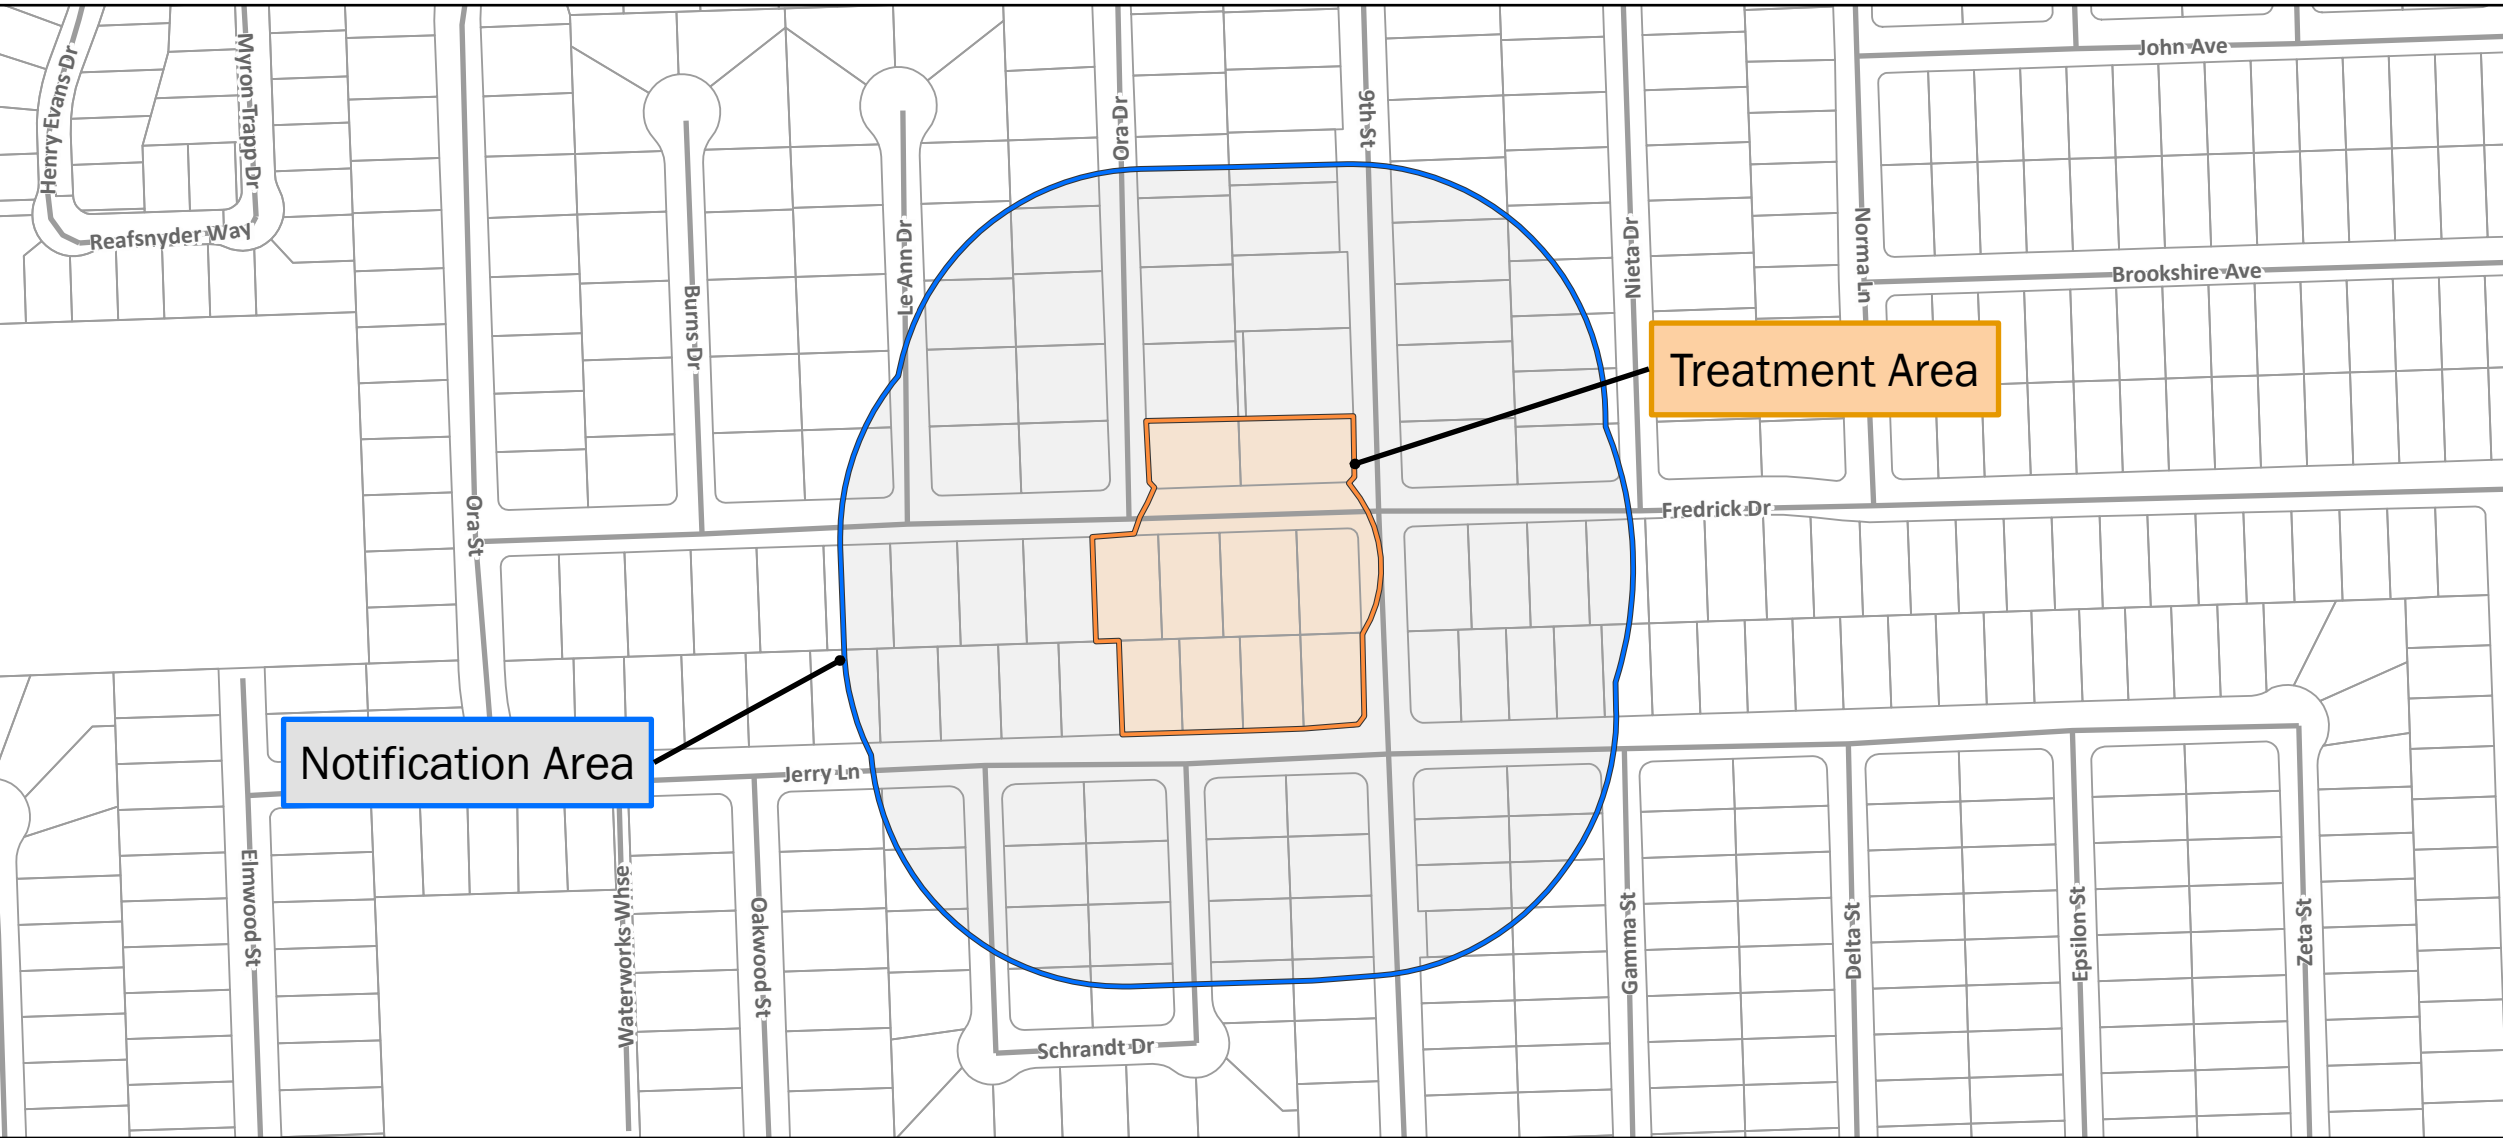 John Ave
Henry Evans Dr
Myron Trapp Dr
Ora Dr
9th St
Reafsnyder Way
Le Ann Dr
Nieta Dr
Norma Ln
Brookshire Ave
Burns Dr
Treatment Area
Ora St
Fredrick Dr
Notification Area
Jerry Ln
Elmwood St
Waterworks Whse
Oakwood St
Gamma St
Delta St
Epsilon St
Zeta St
Schrandt Dr